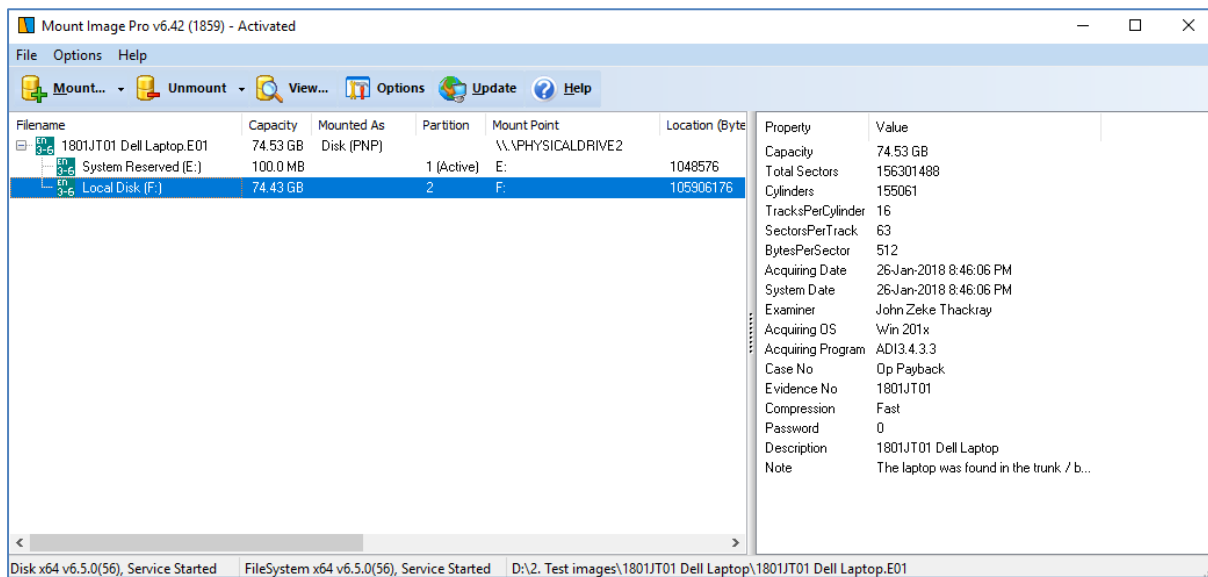 Mount Image Pro v6.42 (1859) - Activated
File Options Help
Mount... Unmount View... Options Update Help
Filename Capacity Mounted As Partition Mount Point Location (Byte
1801JT01 Dell Laptop.E01 74.53 GB Disk (PNP) \\.\PHYSICALDRIVE2
System Reserved (E:) 100.0 MB 1 (Active) E: 1048576
Local Disk (F:) 74.43 GB 2 F: 105906176
Property Value
Capacity 74.53 GB
Total Sectors 156301488
Cylinders 155061
TracksPerCylinder 16
SectorsPerTrack 63
BytesPerSector 512
Acquiring Date 26-Jan-2018 8:46:06 PM
System Date 26-Jan-2018 8:46:06 PM
Examiner John Zeke Thackray
Acquiring OS Win 201x
Acquiring Program ADI3.4.3.3
Case No Op Payback
Evidence No 1801JT01
Compression Fast
Password 0
Description 1801JT01 Dell Laptop
Note The laptop was found in the trunk / b...
Disk x64 v6.5.0(56), Service Started FileSystem x64 v6.5.0(56), Service Started D:\2. Test images\1801JT01 Dell Laptop\1801JT01 Dell Laptop.E01